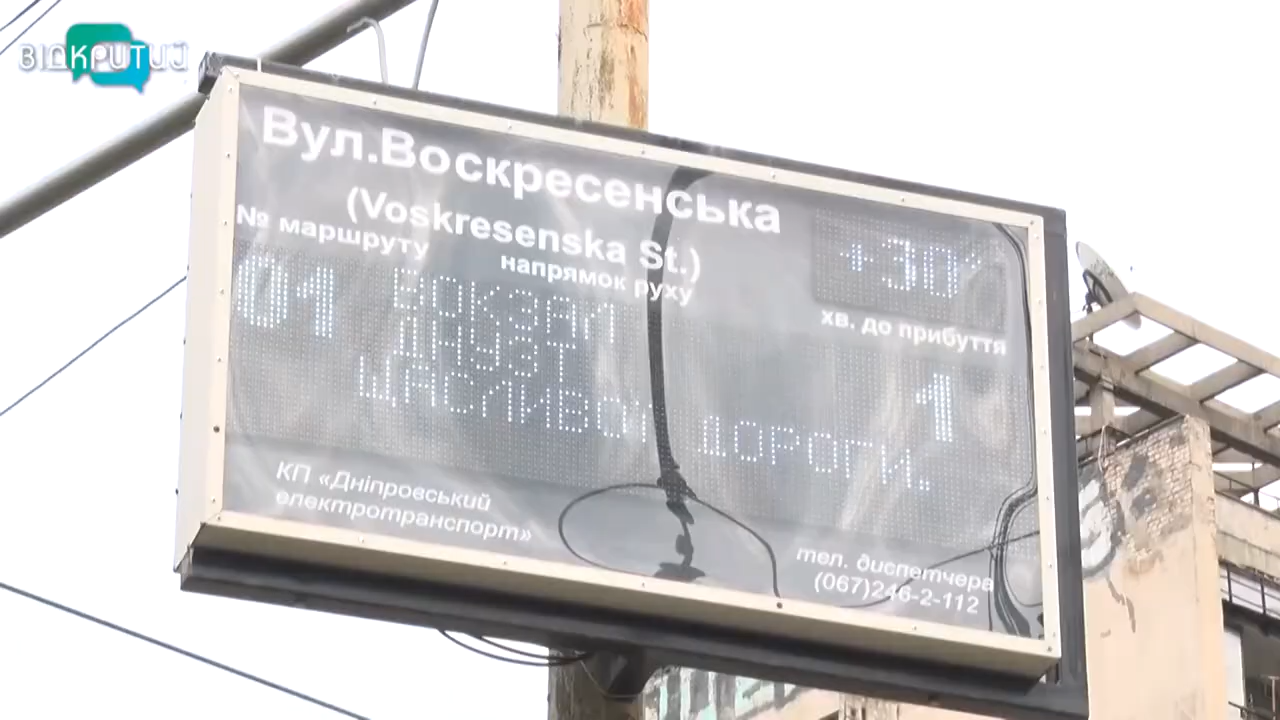 ВІДКРИТИЙ
Вул.Воскресенська
(Voskresenska St.)
№ маршруту
напрямок руху
+30°
хв. до прибуття
01 ВОКЗАЛ
ДНУЗТ
1
ЩАСЛИВОЇ ДОРОГИ.
КП «Дніпровський
електротранспорт»
тел. диспетчера
(067)246-2-112